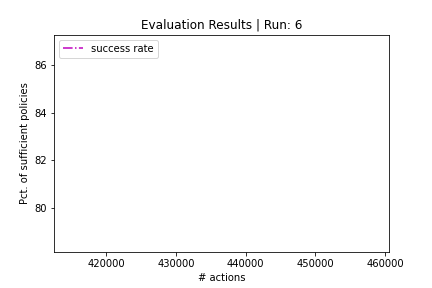 Evaluation Results | Run: 6
success rate
Pct. of sufficient policies
86
84
82
80
420000 430000 440000 450000 460000
# actions